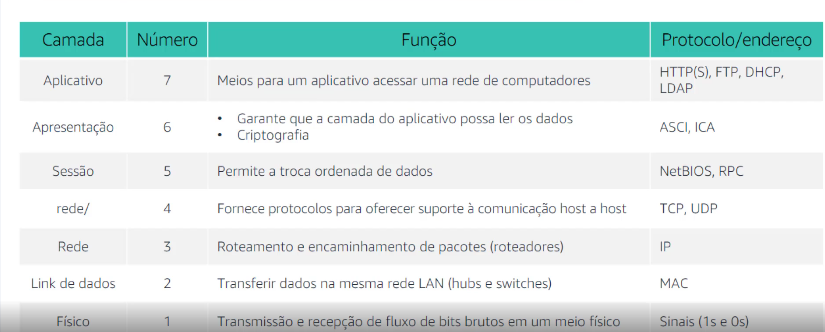 Camada Número Função Protocolo/endereço
Aplicativo 7 Meios para um aplicativo acessar uma rede de computadores HTTP(S), FTP, DHCP,
LDAP
Apresentação 6 • Garante que a camada do aplicativo possa ler os dados
• Criptografia ASCI, ICA
Sessão 5 Permite a troca ordenada de dados NetBIOS, RPC
rede/ 4 Fornece protocolos para oferecer suporte à comunicação host a host TCP, UDP
Rede 3 Roteamento e encaminhamento de pacotes (roteadores) IP
Link de dados 2 Transferir dados na mesma rede LAN (hubs e switches) MAC
Físico 1 Transmissão e recepção de fluxo de bits brutos em um meio físico Sinais (1s e 0s)